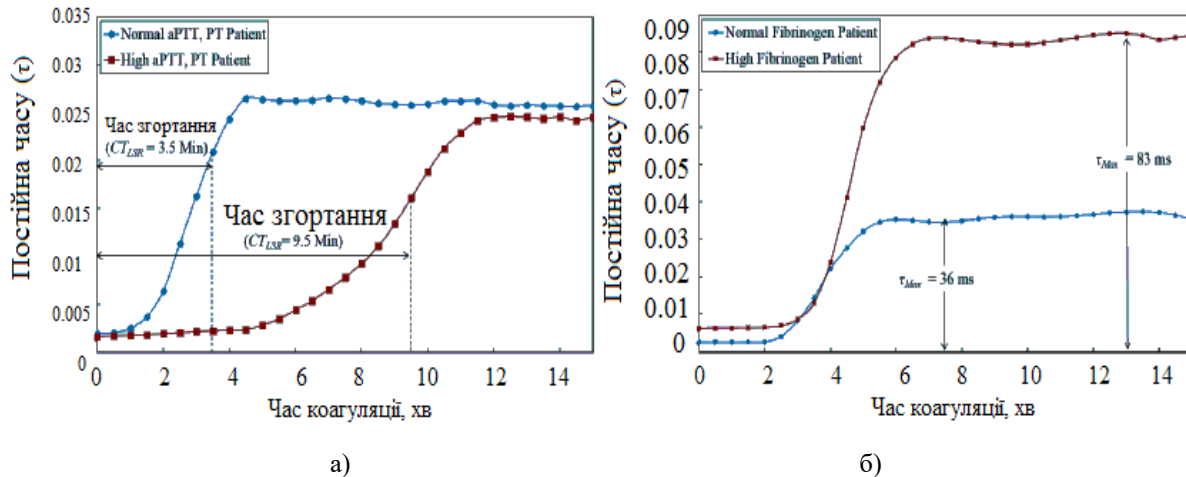 0.035
Normal aPTT, PT Patient
High aPTT, PT Patient
0.03
0.025
0.02
0.015
0.01
0.005
0
Постійна часу (τ)
Час згортання
(CT_LSR = 3.5 Min)
Час згортання
(CT_LSR = 9.5 Min)
0 2 4 6 8 10 12 14
Час коагуляції, хв
а)
0.09
0.08
0.07
0.06
0.05
0.04
0.03
0.02
0.01
0
Постійна часу (τ)
Normal Fibrinogen Patient
High Fibrinogen Patient
τMax = 83 ms
τMax = 36 ms
0 2 4 6 8 10 12 14
Час коагуляції, хв
б)